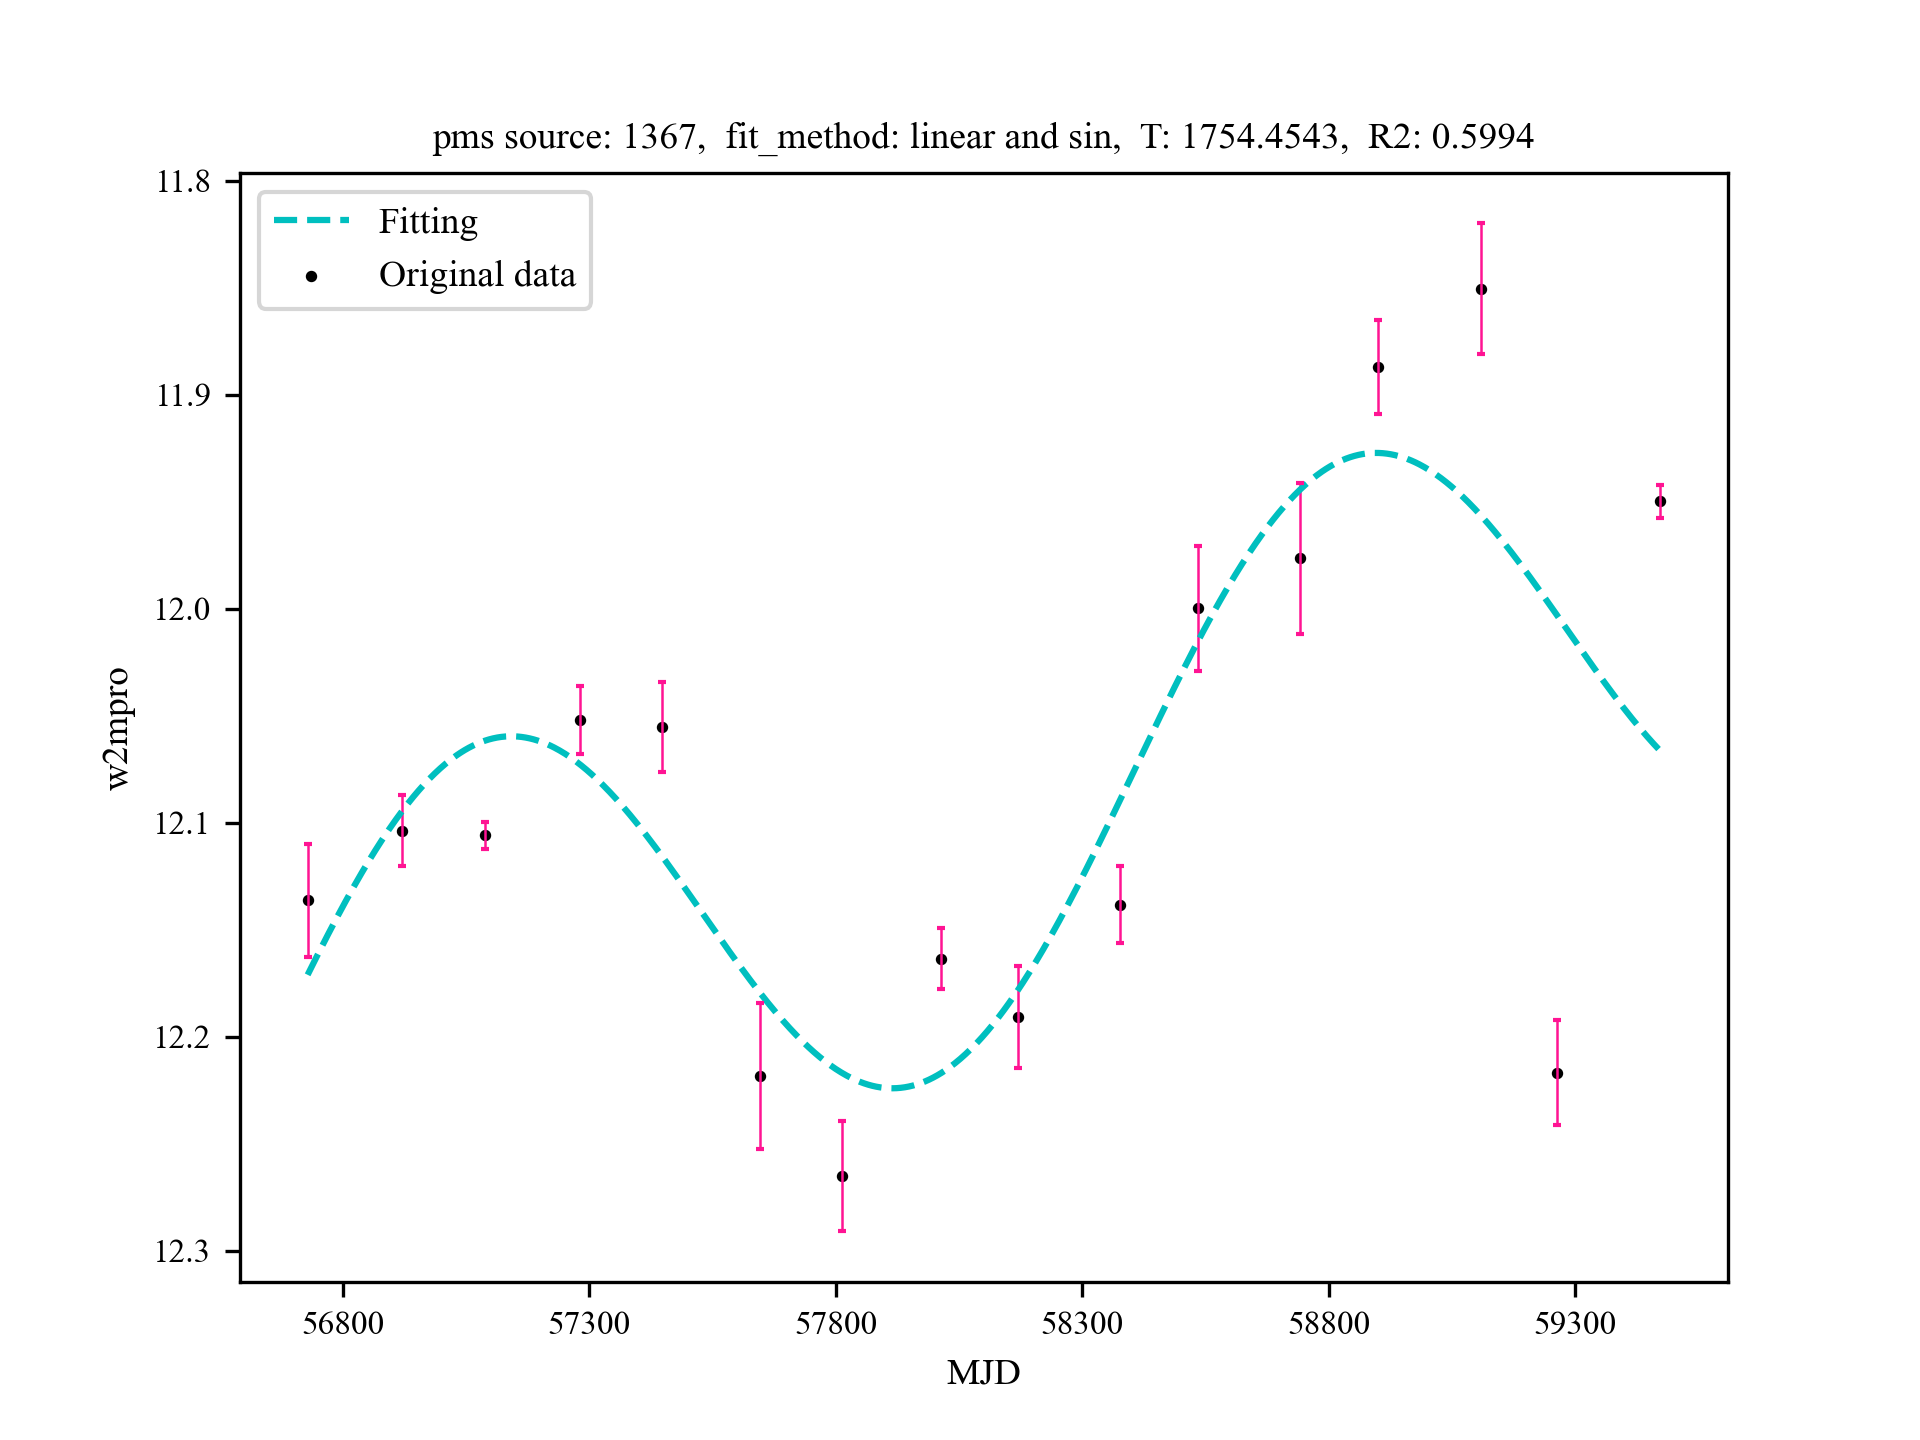 pms source: 1367,  fit_method: linear and sin,  T: 1754.4543,  R2: 0.5994
Fitting
Original data
11.8
11.9
12.0
12.1
12.2
12.3
w2mpro
56800 57300 57800 58300 58800 59300
MJD